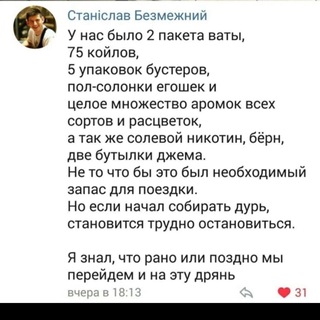 Станіслав Безмежний
У нас было 2 пакета ваты,
75 койлов,
5 упаковок бустеров,
пол-солонки егошек и
целое множество аромок всех
сортов и расцветок,
а так же солевой никотин, бёрн,
две бутылки джема.
Не то что бы это был необходимый
запас для поездки.
Но если начал собирать дурь,
становится трудно остановиться.
Я знал, что рано или поздно мы
перейдем и на эту дрянь
вчера в 18:13 31